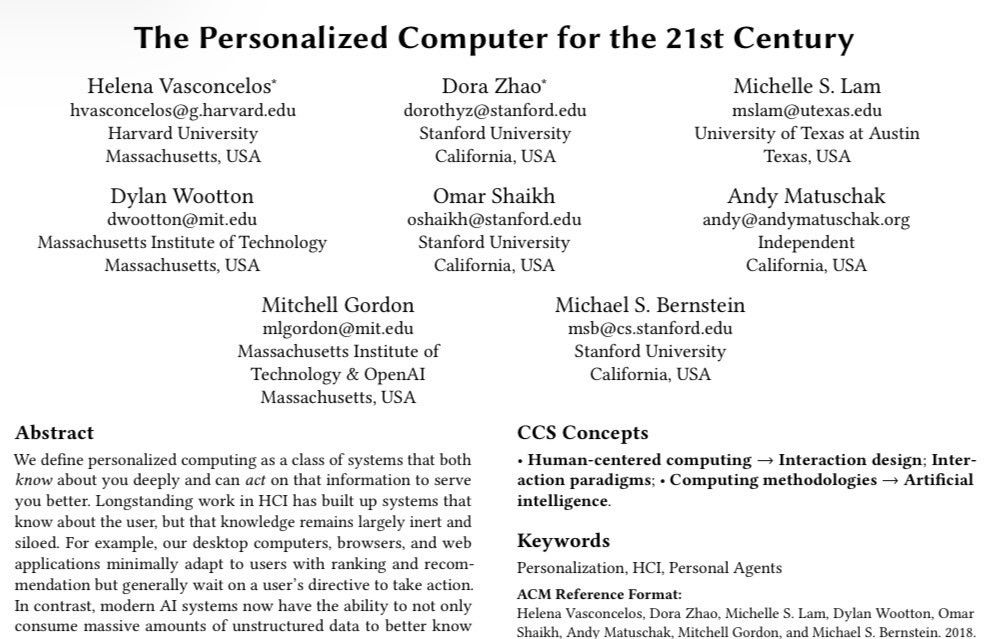 The Personalized Computer for the 21st Century
Helena Vasconcelos*
hvasconcelos@g.harvard.edu
Harvard University
Massachusetts, USA
Dora Zhao*
dorothyz@stanford.edu
Stanford University
California, USA
Michelle S. Lam
mslam@utexas.edu
University of Texas at Austin
Texas, USA
Dylan Wootton
dwootton@mit.edu
Massachusetts Institute of Technology
Massachusetts, USA
Omar Shaikh
oshaikh@stanford.edu
Stanford University
California, USA
Andy Matuschak
andy@andymatuschak.org
Independent
California, USA
Mitchell Gordon
mlgordon@mit.edu
Massachusetts Institute of
Technology & OpenAI
Massachusetts, USA
Michael S. Bernstein
msb@cs.stanford.edu
Stanford University
California, USA
Abstract
We define personalized computing as a class of systems that both
know about you deeply and can act on that information to serve
you better. Longstanding work in HCI has built up systems that
know about the user, but that knowledge remains largely inert and
siloed. For example, our desktop computers, browsers, and web
applications minimally adapt to users with ranking and recom-
mendation but generally wait on a user's directive to take action.
In contrast, modern AI systems now have the ability to not only
consume massive amounts of unstructured data to better know
CCS Concepts
• Human-centered computing → Interaction design; Inter-
action paradigms; • Computing methodologies → Artificial
intelligence.
Keywords
Personalization, HCI, Personal Agents
ACM Reference Format:
Helena Vasconcelos, Dora Zhao, Michelle S. Lam, Dylan Wootton, Omar
Shaikh, Andy Matuschak, Mitchell Gordon, and Michael S. Bernstein. 2018.